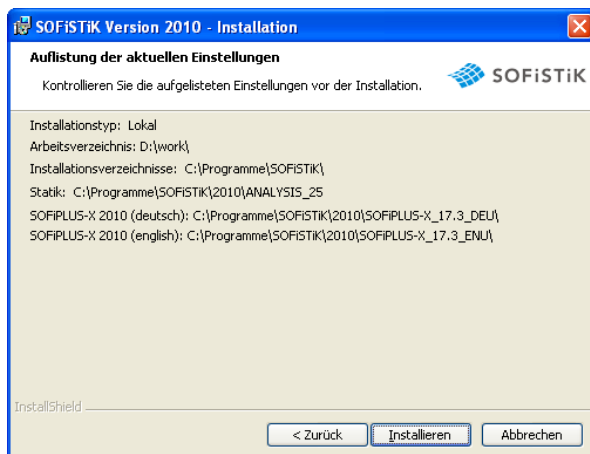 SOFiSTiK Version 2010 - Installation
Auflistung der aktuellen Einstellungen
Kontrollieren Sie die aufgelisteten Einstellungen vor der Installation.
SOFiSTiK
Installationstyp: Lokal
Arbeitsverzeichnis: D:\work\
Installationsverzeichnisse: C:\Programme\SOFiSTiK\
Statik: C:\Programme\SOFiSTiK\2010\ANALYSIS_25
SOFiPLUS-X 2010 (deutsch): C:\Programme\SOFiSTiK\2010\SOFiPLUS-X_17.3_DEU\
SOFiPLUS-X 2010 (english): C:\Programme\SOFiSTiK\2010\SOFiPLUS-X_17.3_ENU\
InstallShield
< Zurück Installieren Abbrechen